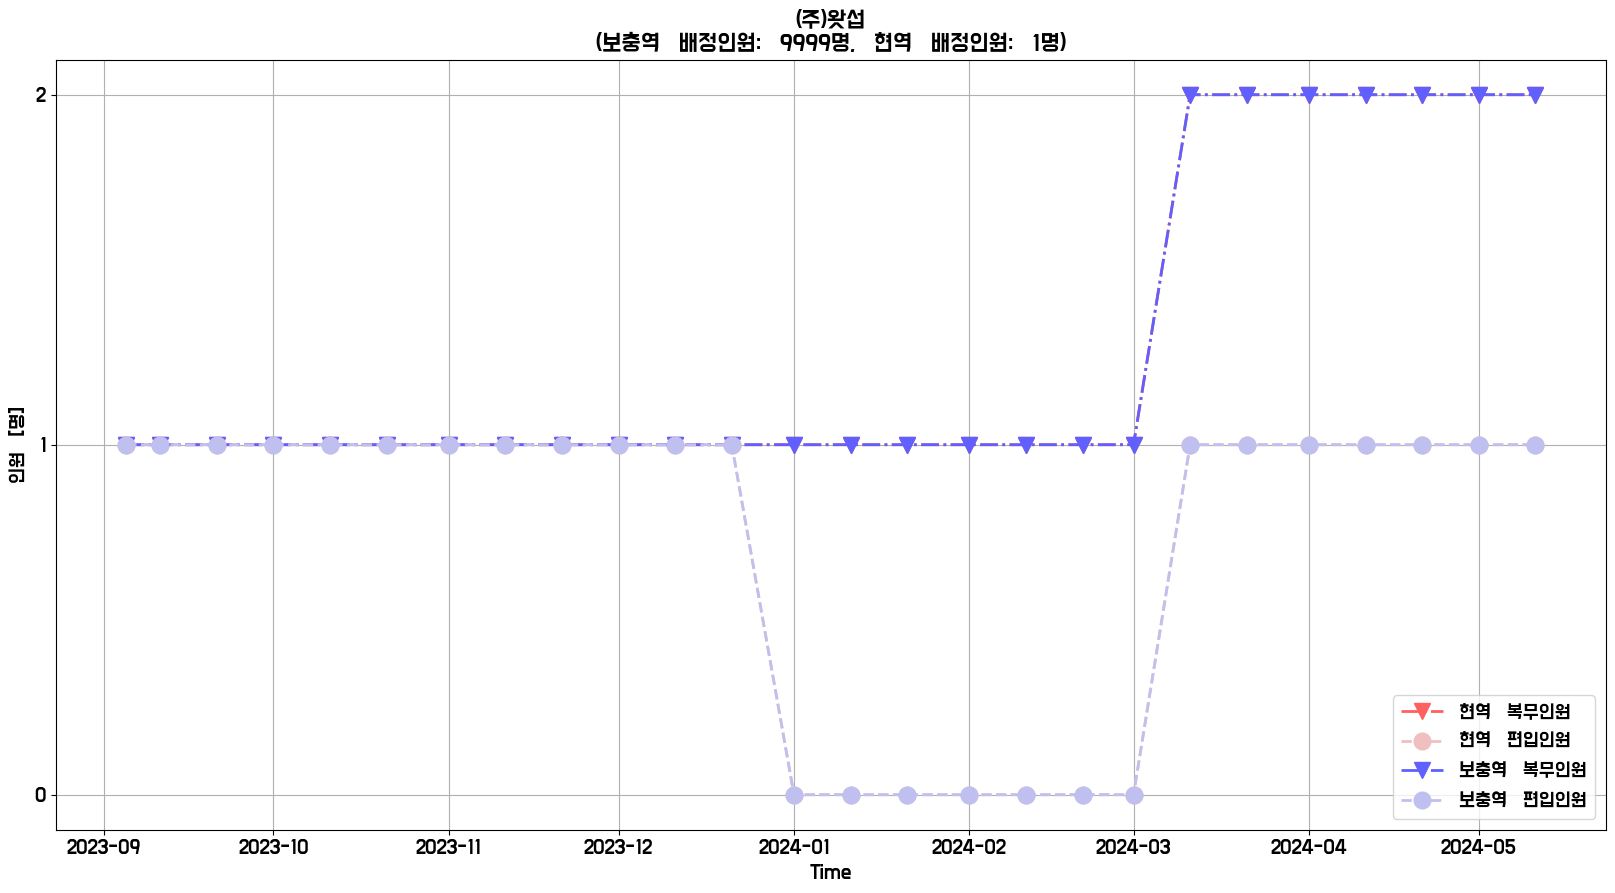 (주)왓섭
(보충역 배정인원: 9999명, 현역 배정인원: 1명)
인원 [명]
2
1
0
현역 복무인원
현역 편입인원
보충역 복무인원
보충역 편입인원
2023-09 2023-10 2023-11 2023-12 2024-01 2024-02 2024-03 2024-04 2024-05
Time